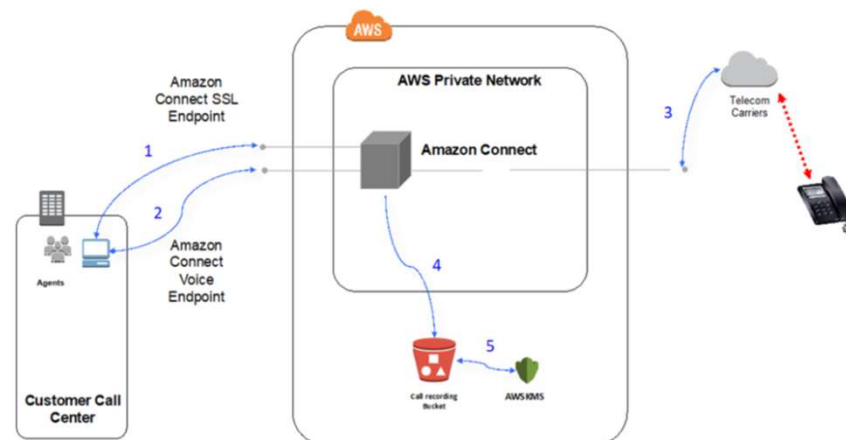 AWS
Amazon
Connect SSL
Endpoint
AWS Private Network
Telecom
Carriers
3
1
Amazon Connect
2
Amazon
Connect
Voice
Endpoint
Agents
4
5
Call recording
Bucket
AWS KMS
Customer Call
Center